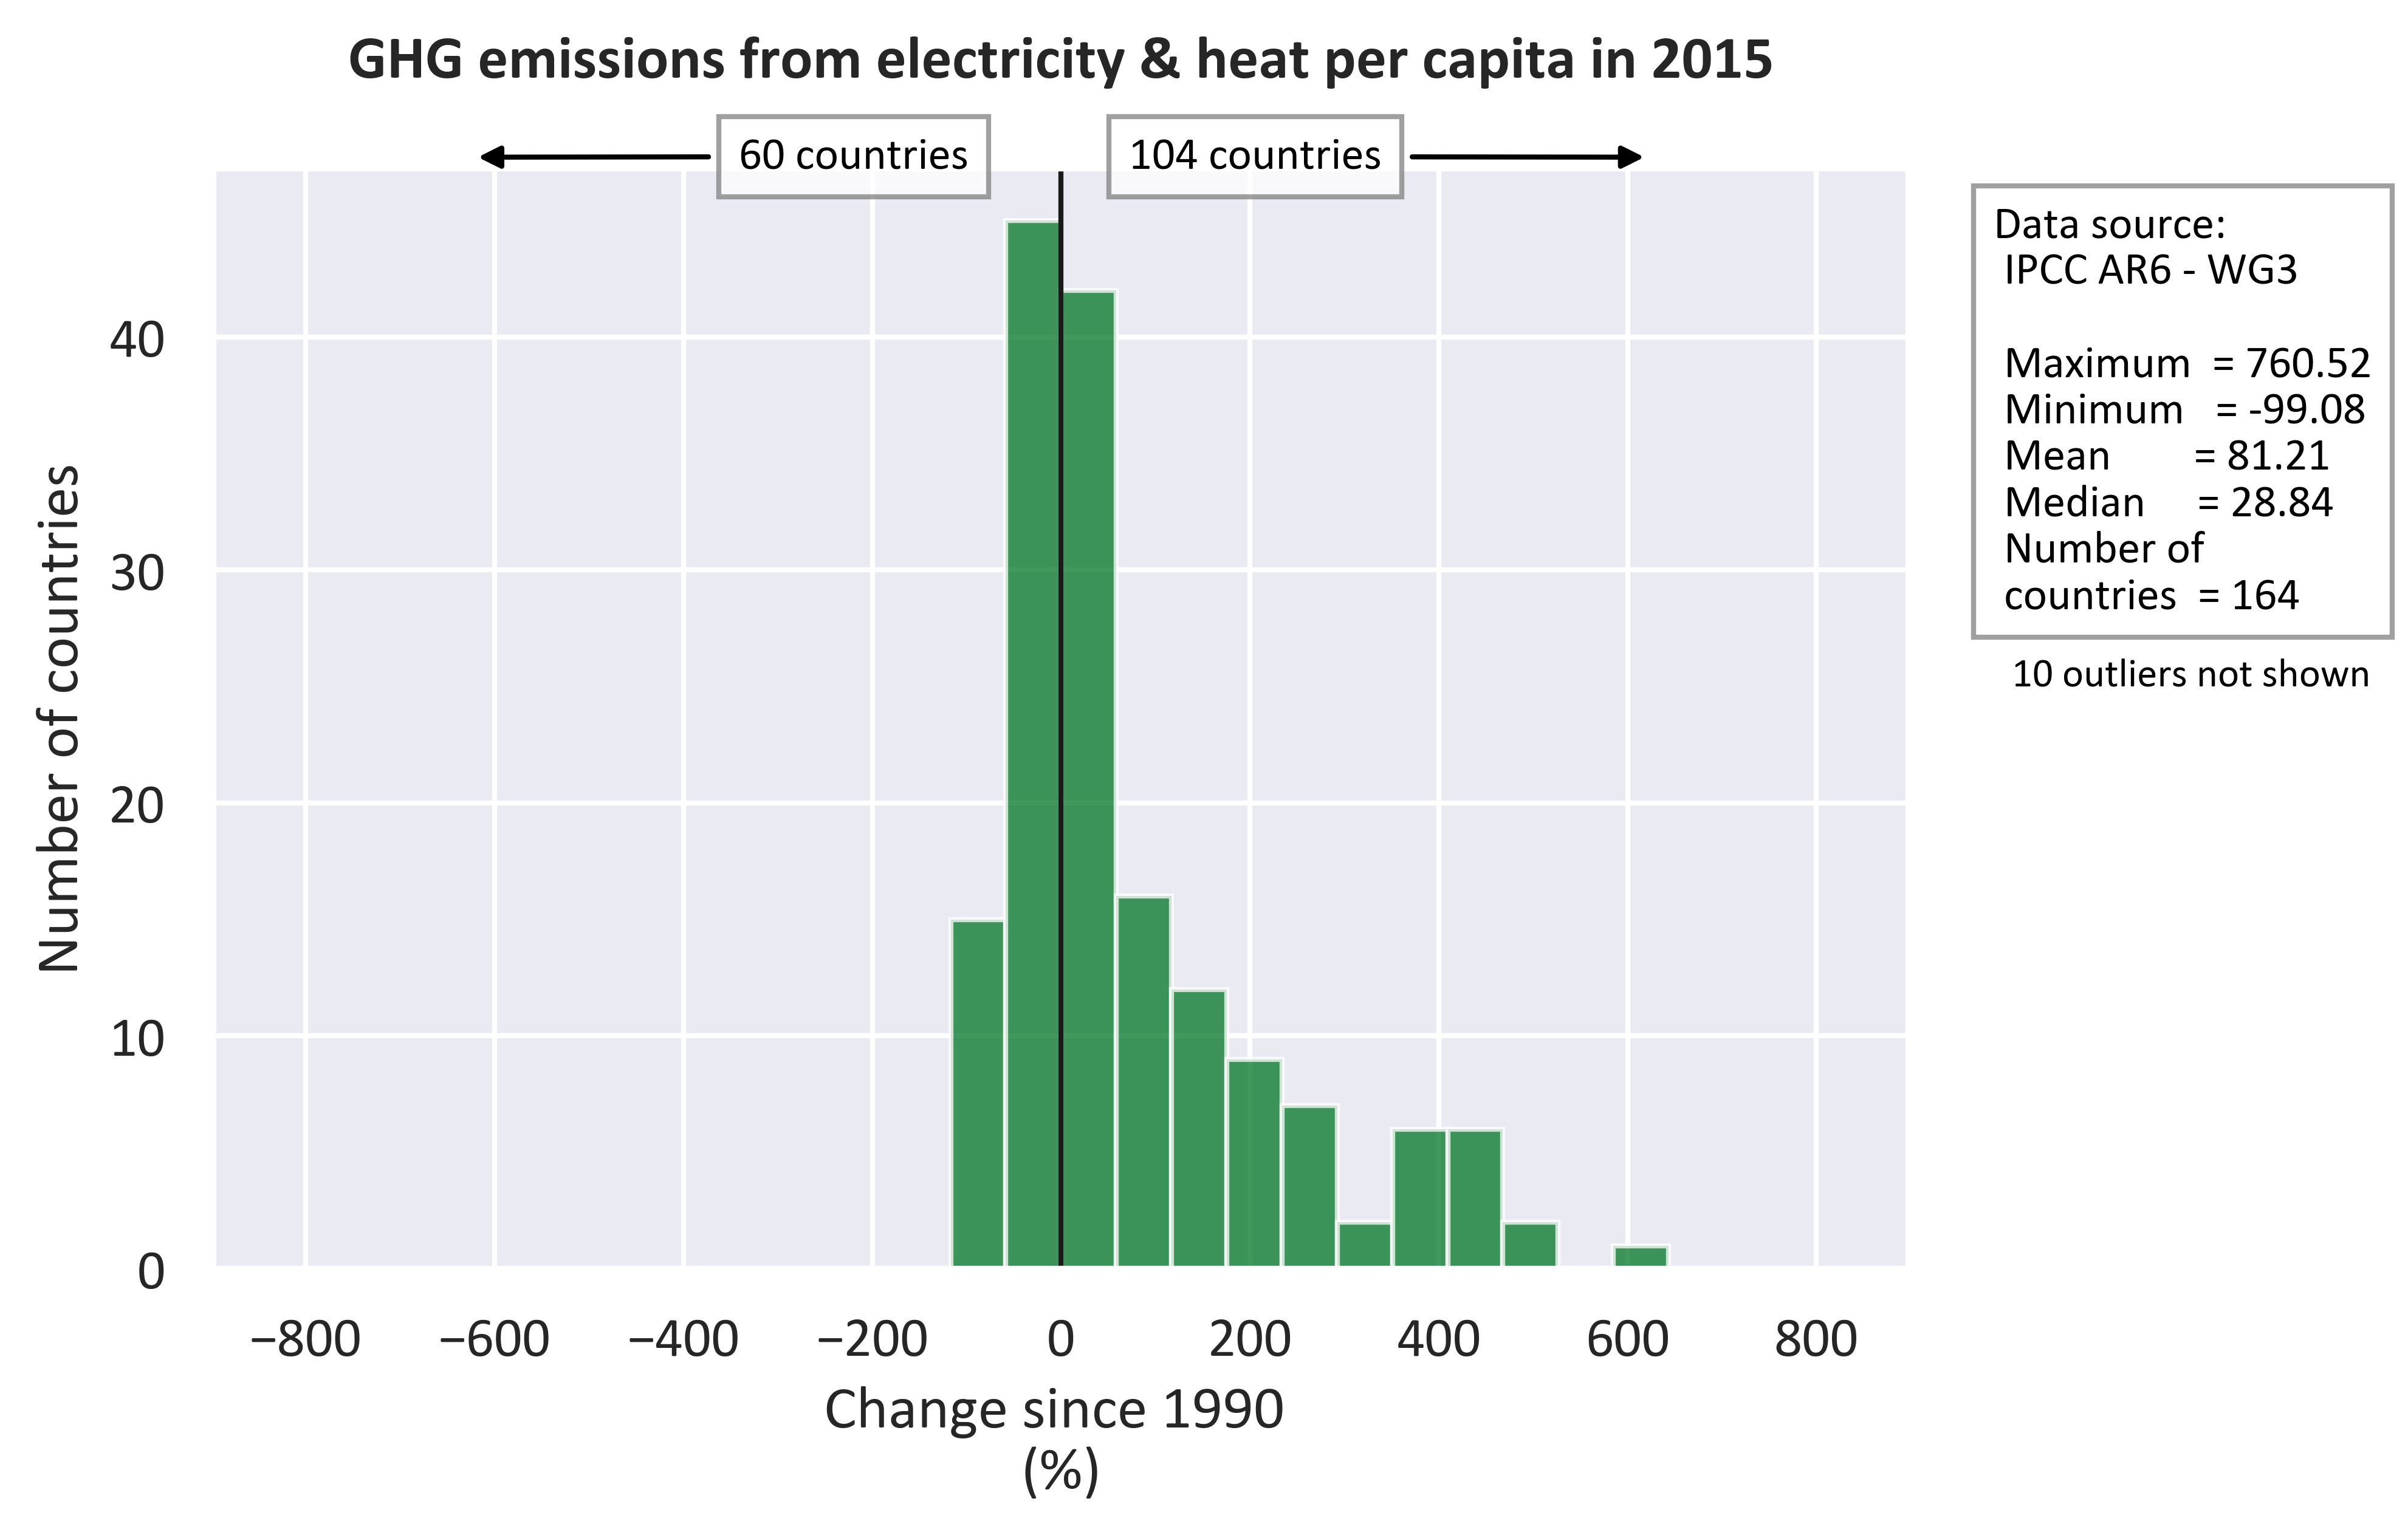 GHG emissions from electricity & heat per capita in 2015
60 countries
104 countries
Data source:
IPCC AR6 - WG3
Maximum = 760.52
Minimum = -99.08
Mean = 81.21
Median = 28.84
Number of
countries = 164
10 outliers not shown
Number of countries
40
30
20
10
0
−800 −600 −400 −200 0 200 400 600 800
Change since 1990
(%)